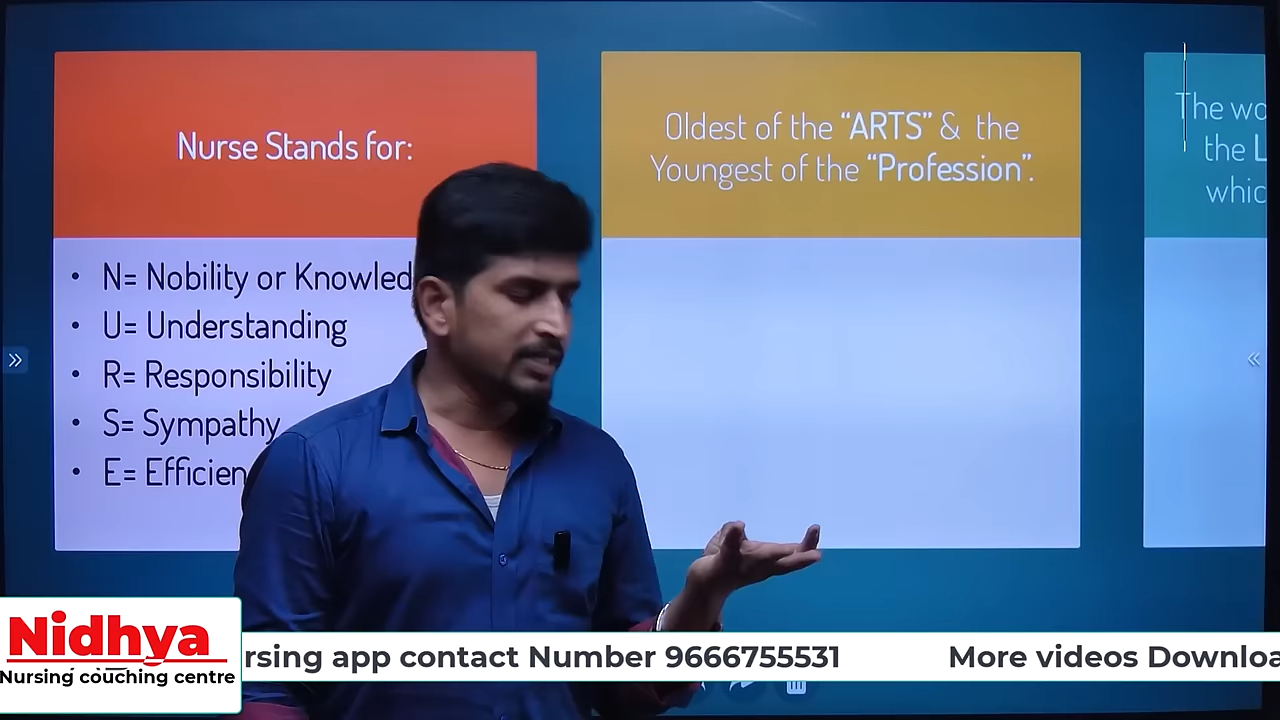 Nurse Stands for:
• N= Nobility or Knowled
• U= Understanding
• R= Responsibility
• S= Sympathy
• E= Efficien
Oldest of the “ARTS” & the
Youngest of the “Profession”.
The wo
the L
whic
Nidhya
Nursing couching centre
rsing app contact Number 9666755531 More videos Downloa